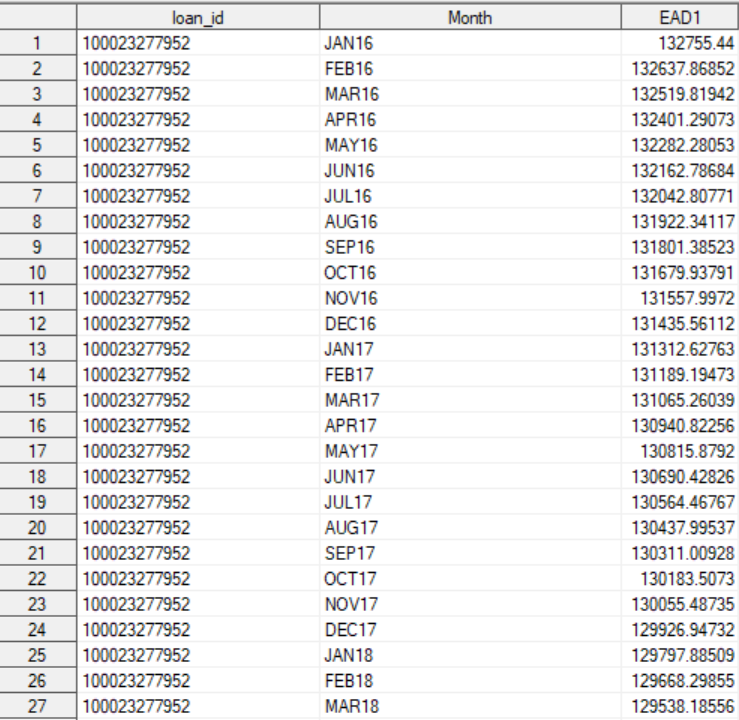 loan_id Month EAD1
1 100023277952 JAN16 132755.44
2 100023277952 FEB16 132637.86852
3 100023277952 MAR16 132519.81942
4 100023277952 APR16 132401.29073
5 100023277952 MAY16 132282.28053
6 100023277952 JUN16 132162.78684
7 100023277952 JUL16 132042.80771
8 100023277952 AUG16 131922.34117
9 100023277952 SEP16 131801.38523
10 100023277952 OCT16 131679.93791
11 100023277952 NOV16 131557.9972
12 100023277952 DEC16 131435.56112
13 100023277952 JAN17 131312.62763
14 100023277952 FEB17 131189.19473
15 100023277952 MAR17 131065.26039
16 100023277952 APR17 130940.82256
17 100023277952 MAY17 130815.8792
18 100023277952 JUN17 130690.42826
19 100023277952 JUL17 130564.46767
20 100023277952 AUG17 130437.99537
21 100023277952 SEP17 130311.00928
22 100023277952 OCT17 130183.5073
23 100023277952 NOV17 130055.48735
24 100023277952 DEC17 129926.94732
25 100023277952 JAN18 129797.88509
26 100023277952 FEB18 129668.29855
27 100023277952 MAR18 129538.18556